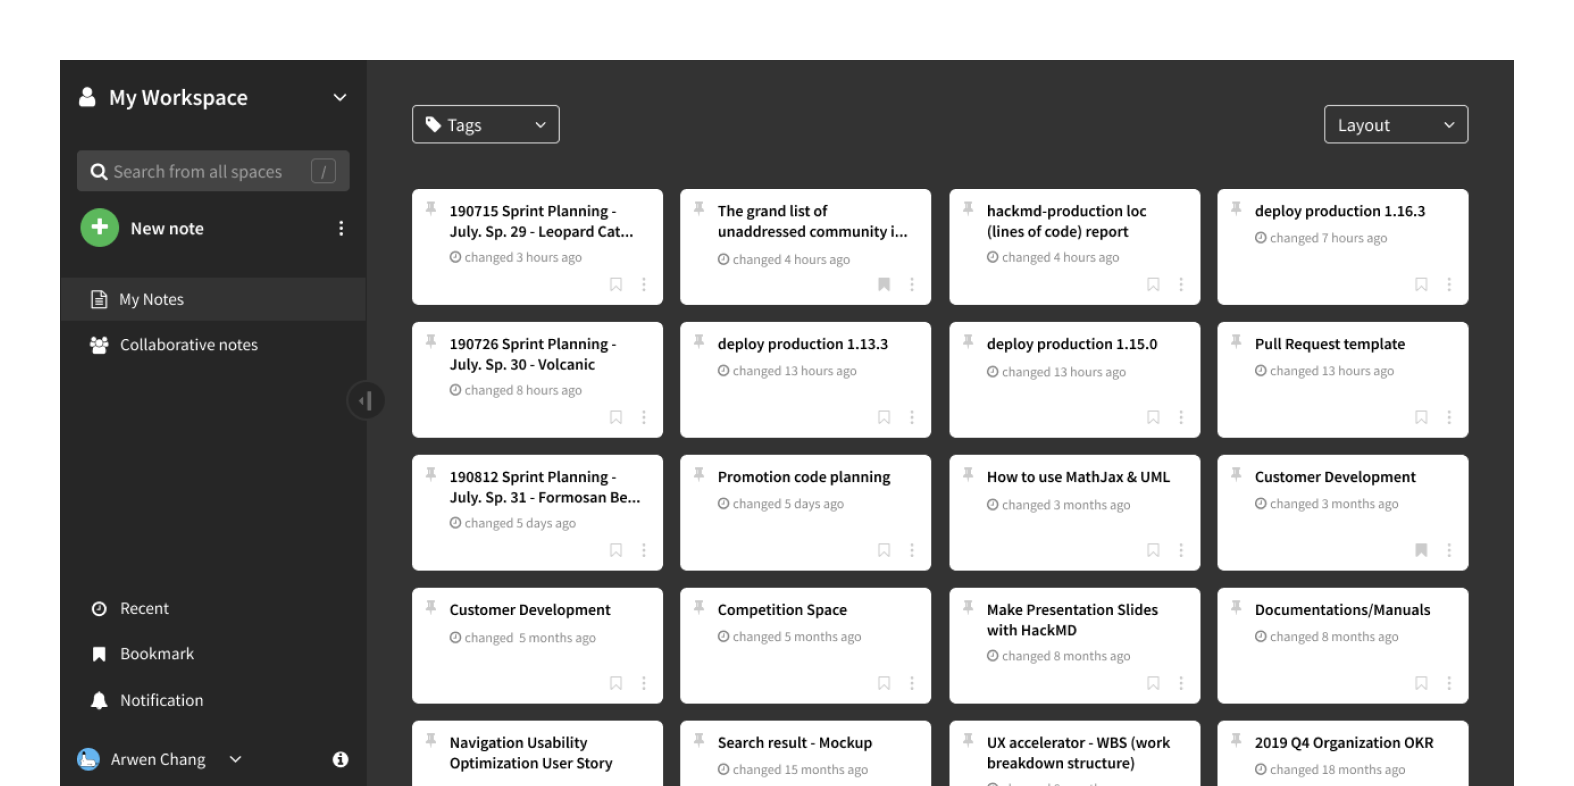 My Workspace
Search from all spaces /
New note
My Notes
Collaborative notes
Recent
Bookmark
Notification
Arwen Chang
Tags
Layout
190715 Sprint Planning -
July. Sp. 29 - Leopard Cat...
changed 3 hours ago
The grand list of
unaddressed community i...
changed 4 hours ago
hackmd-production loc
(lines of code) report
changed 4 hours ago
deploy production 1.16.3
changed 7 hours ago
190726 Sprint Planning -
July. Sp. 30 - Volcanic
changed 8 hours ago
deploy production 1.13.3
changed 13 hours ago
deploy production 1.15.0
changed 13 hours ago
Pull Request template
changed 13 hours ago
190812 Sprint Planning -
July. Sp. 31 - Formosan Be...
changed 5 days ago
Promotion code planning
changed 5 days ago
How to use MathJax & UML
changed 3 months ago
Customer Development
changed 3 months ago
Customer Development
changed 5 months ago
Competition Space
changed 5 months ago
Make Presentation Slides
with HackMD
changed 8 months ago
Documentations/Manuals
changed 8 months ago
Navigation Usability
Optimization User Story
Search result - Mockup
changed 15 months ago
UX accelerator - WBS (work
breakdown structure)
2019 Q4 Organization OKR
changed 18 months ago